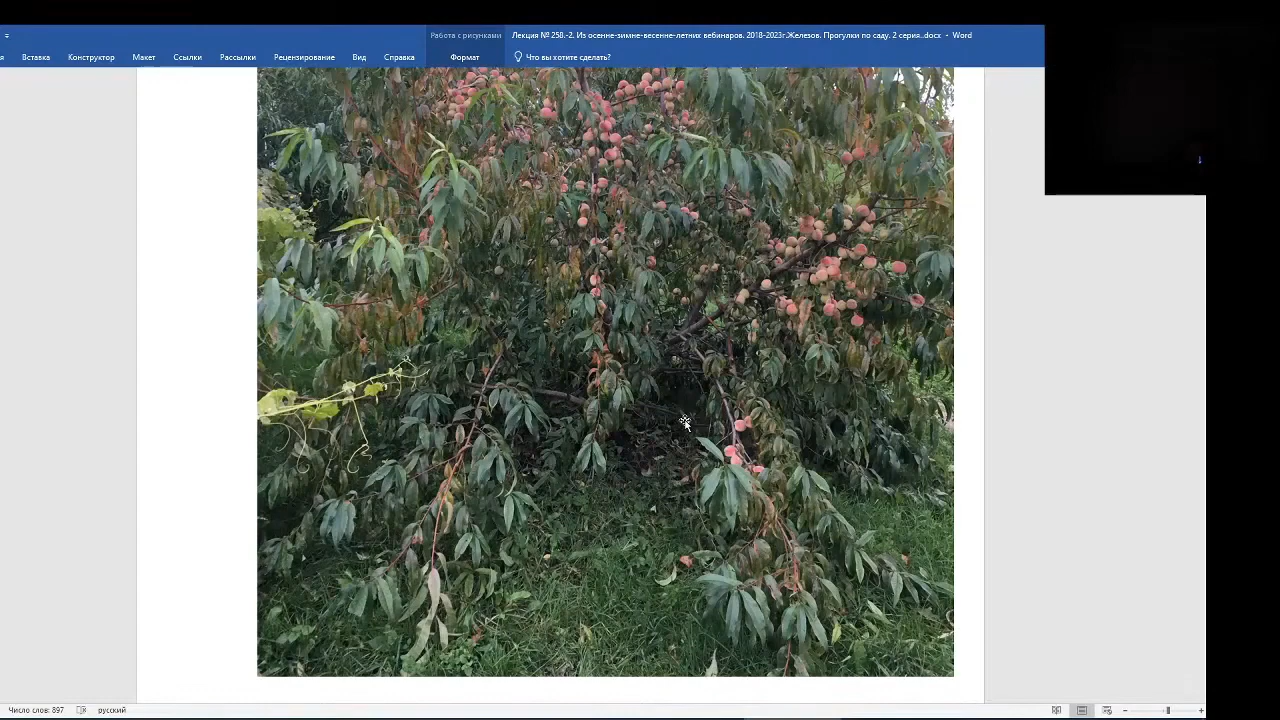 Работа с рисунками
Лекция № 258.-2. Из осенне-зимне-весенне-летних вебинаров. 2018-2023г.Железов. Прогулки по саду. 2 серия..docx - Word
Вставка Конструктор Макет Ссылки Рассылки Рецензирование Вид Справка Формат Что вы хотите сделать?
Число слов: 897 русский